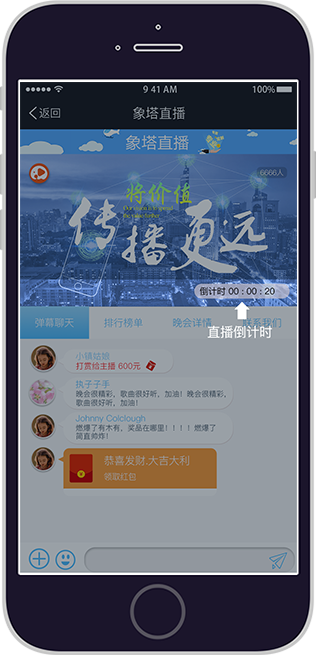 9 41 AM
100%
返回
象塔直播
象塔直播
6666人
将价值
传播更远
倒计时 00 : 00 : 20
直播倒计时
弹幕聊天
排行榜单
晚会详情
联系我们
小镇姑娘
打赏给主播 600元
执子子手
晚会很精彩，歌曲很好听，加油！晚会很精彩，
歌曲很好听，加油！
Johnny Colclough
燃爆了有木有，奖品在哪里！！！！燃爆了
简直帅炸！
恭喜发财.大吉大利
领取红包